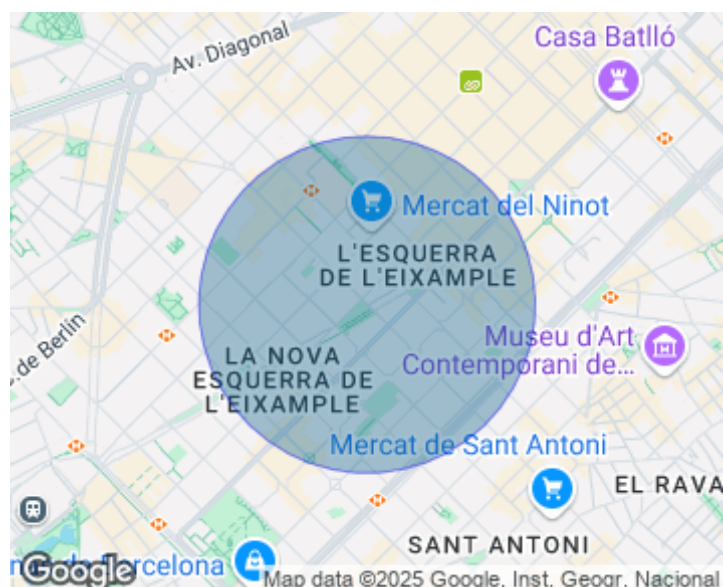 Av. Diagonal
Casa Batlló
Mercat del Ninot
L'ESQUERRA
DE L'EIXAMPLE
de Berlín
Museu d'Art
Contemporani de...
LA NOVA
ESQUERRA DE
L'EIXAMPLE
Mercat de Sant Antoni
EL RAVA
SANT ANTONI
Google
Map data ©2025 Google, Inst. Geogr. Nacional